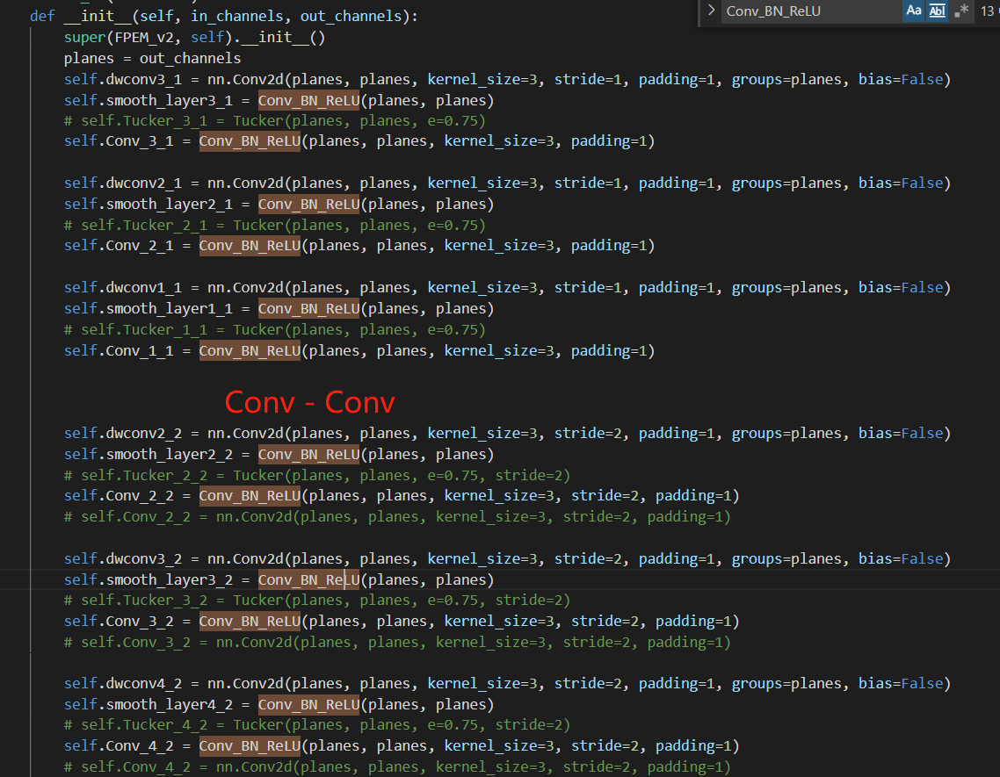 Conv_BN_ReLU Aa Abl .* 13
def __init__(self, in_channels, out_channels):
super(FPEM_v2, self).__init__()
planes = out_channels
self.dwconv3_1 = nn.Conv2d(planes, planes, kernel_size=3, stride=1, padding=1, groups=planes, bias=False)
self.smooth_layer3_1 = Conv_BN_ReLU(planes, planes)
# self.Tucker_3_1 = Tucker(planes, planes, e=0.75)
self.Conv_3_1 = Conv_BN_ReLU(planes, planes, kernel_size=3, padding=1)
self.dwconv2_1 = nn.Conv2d(planes, planes, kernel_size=3, stride=1, padding=1, groups=planes, bias=False)
self.smooth_layer2_1 = Conv_BN_ReLU(planes, planes)
# self.Tucker_2_1 = Tucker(planes, planes, e=0.75)
self.Conv_2_1 = Conv_BN_ReLU(planes, planes, kernel_size=3, padding=1)
self.dwconv1_1 = nn.Conv2d(planes, planes, kernel_size=3, stride=1, padding=1, groups=planes, bias=False)
self.smooth_layer1_1 = Conv_BN_ReLU(planes, planes)
# self.Tucker_1_1 = Tucker(planes, planes, e=0.75)
self.Conv_1_1 = Conv_BN_ReLU(planes, planes, kernel_size=3, padding=1)
Conv - Conv
self.dwconv2_2 = nn.Conv2d(planes, planes, kernel_size=3, stride=2, padding=1, groups=planes, bias=False)
self.smooth_layer2_2 = Conv_BN_ReLU(planes, planes)
# self.Tucker_2_2 = Tucker(planes, planes, e=0.75, stride=2)
self.Conv_2_2 = Conv_BN_ReLU(planes, planes, kernel_size=3, stride=2, padding=1)
# self.Conv_2_2 = nn.Conv2d(planes, planes, kernel_size=3, stride=2, padding=1)
self.dwconv3_2 = nn.Conv2d(planes, planes, kernel_size=3, stride=2, padding=1, groups=planes, bias=False)
self.smooth_layer3_2 = Conv_BN_ReLU(planes, planes)
# self.Tucker_3_2 = Tucker(planes, planes, e=0.75, stride=2)
self.Conv_3_2 = Conv_BN_ReLU(planes, planes, kernel_size=3, stride=2, padding=1)
# self.Conv_3_2 = nn.Conv2d(planes, planes, kernel_size=3, stride=2, padding=1)
self.dwconv4_2 = nn.Conv2d(planes, planes, kernel_size=3, stride=2, padding=1, groups=planes, bias=False)
self.smooth_layer4_2 = Conv_BN_ReLU(planes, planes)
# self.Tucker_4_2 = Tucker(planes, planes, e=0.75, stride=2)
self.Conv_4_2 = Conv_BN_ReLU(planes, planes, kernel_size=3, stride=2, padding=1)
# self.Conv_4_2 = nn.Conv2d(planes, planes, kernel_size=3, stride=2, padding=1)